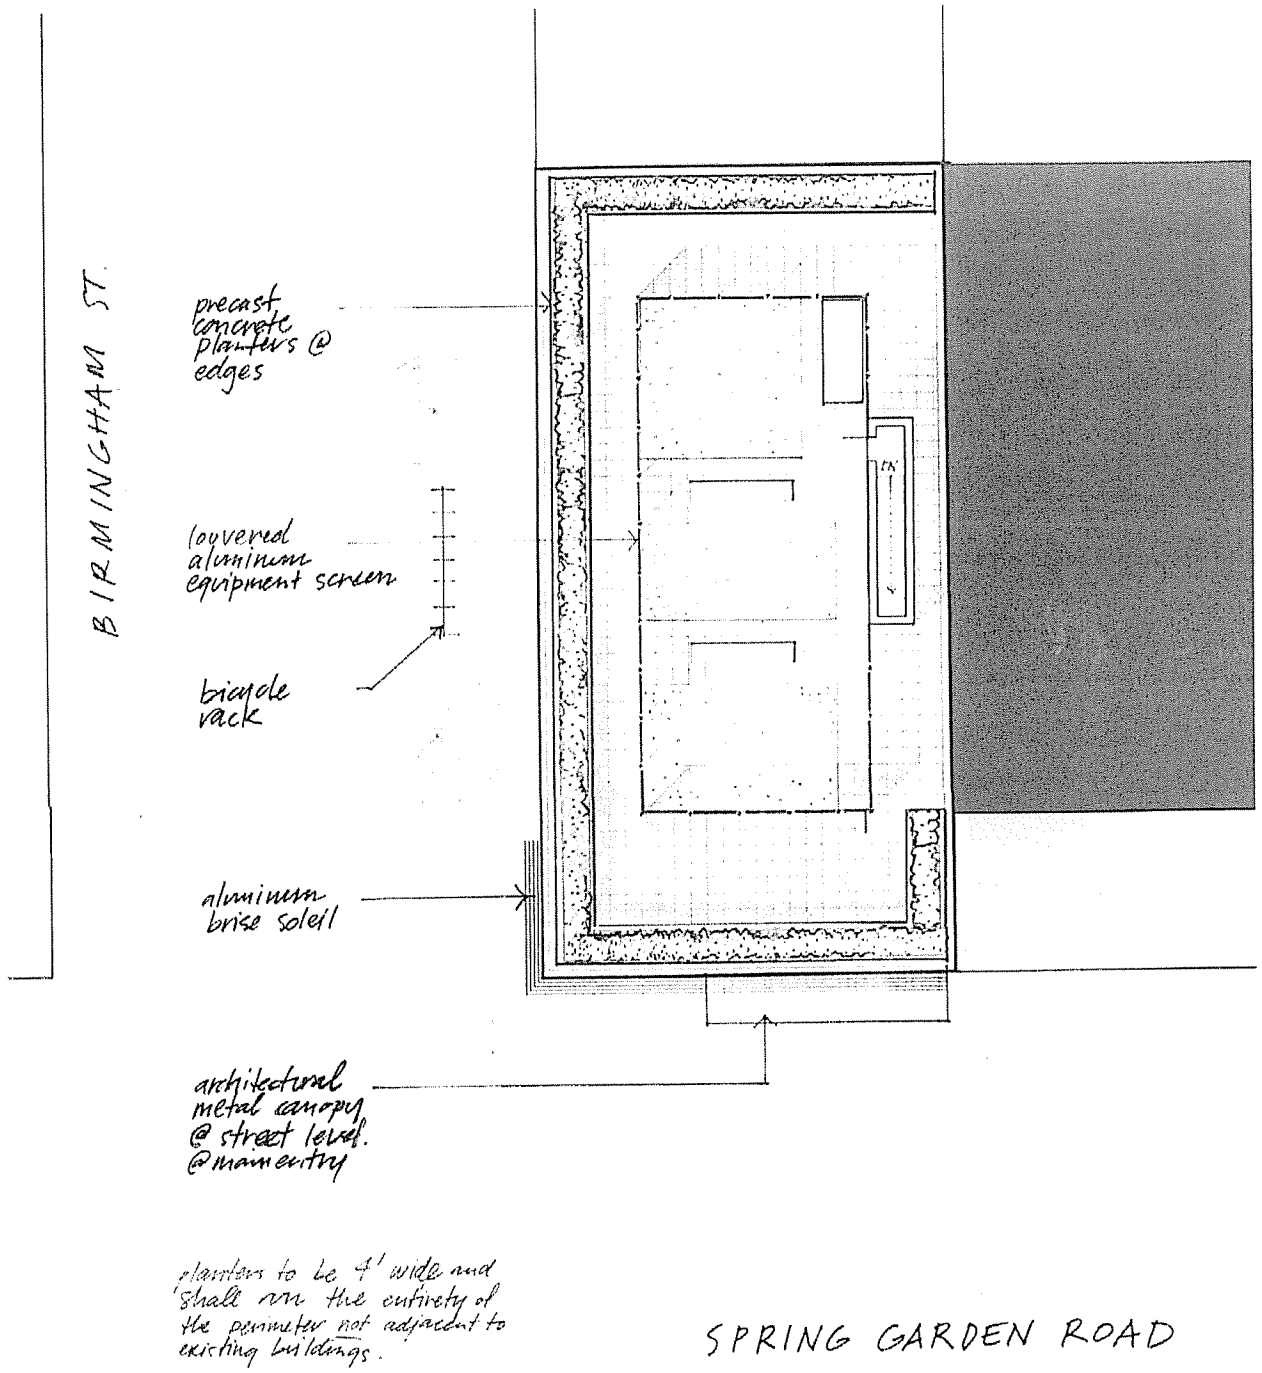 BIRMINGHAM ST.
precast
concrete
planters @
edges
louvered
aluminum
equipment screen
bicycle
rack
aluminum
brise soleil
architectural
metal canopy
@ street level.
@ main entry
planters to be 4' wide and
shall run the entirety of
the perimeter not adjacent to
existing buildings.
DN
SPRING GARDEN ROAD